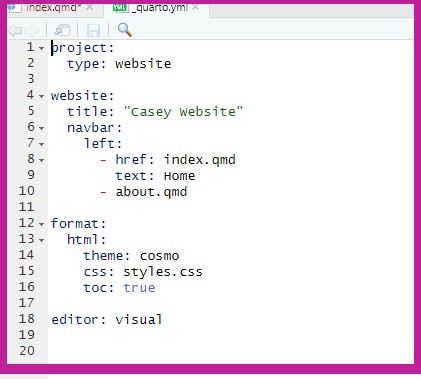 index.qmd* _quarto.yml
1 project:
2 type: website
3
4 website:
5 title: "Casey Website"
6 navbar:
7 left:
8 - href: index.qmd
9 text: Home
10 - about.qmd
11
12 format:
13 html:
14 theme: cosmo
15 css: styles.css
16 toc: true
17
18 editor: visual
19
20